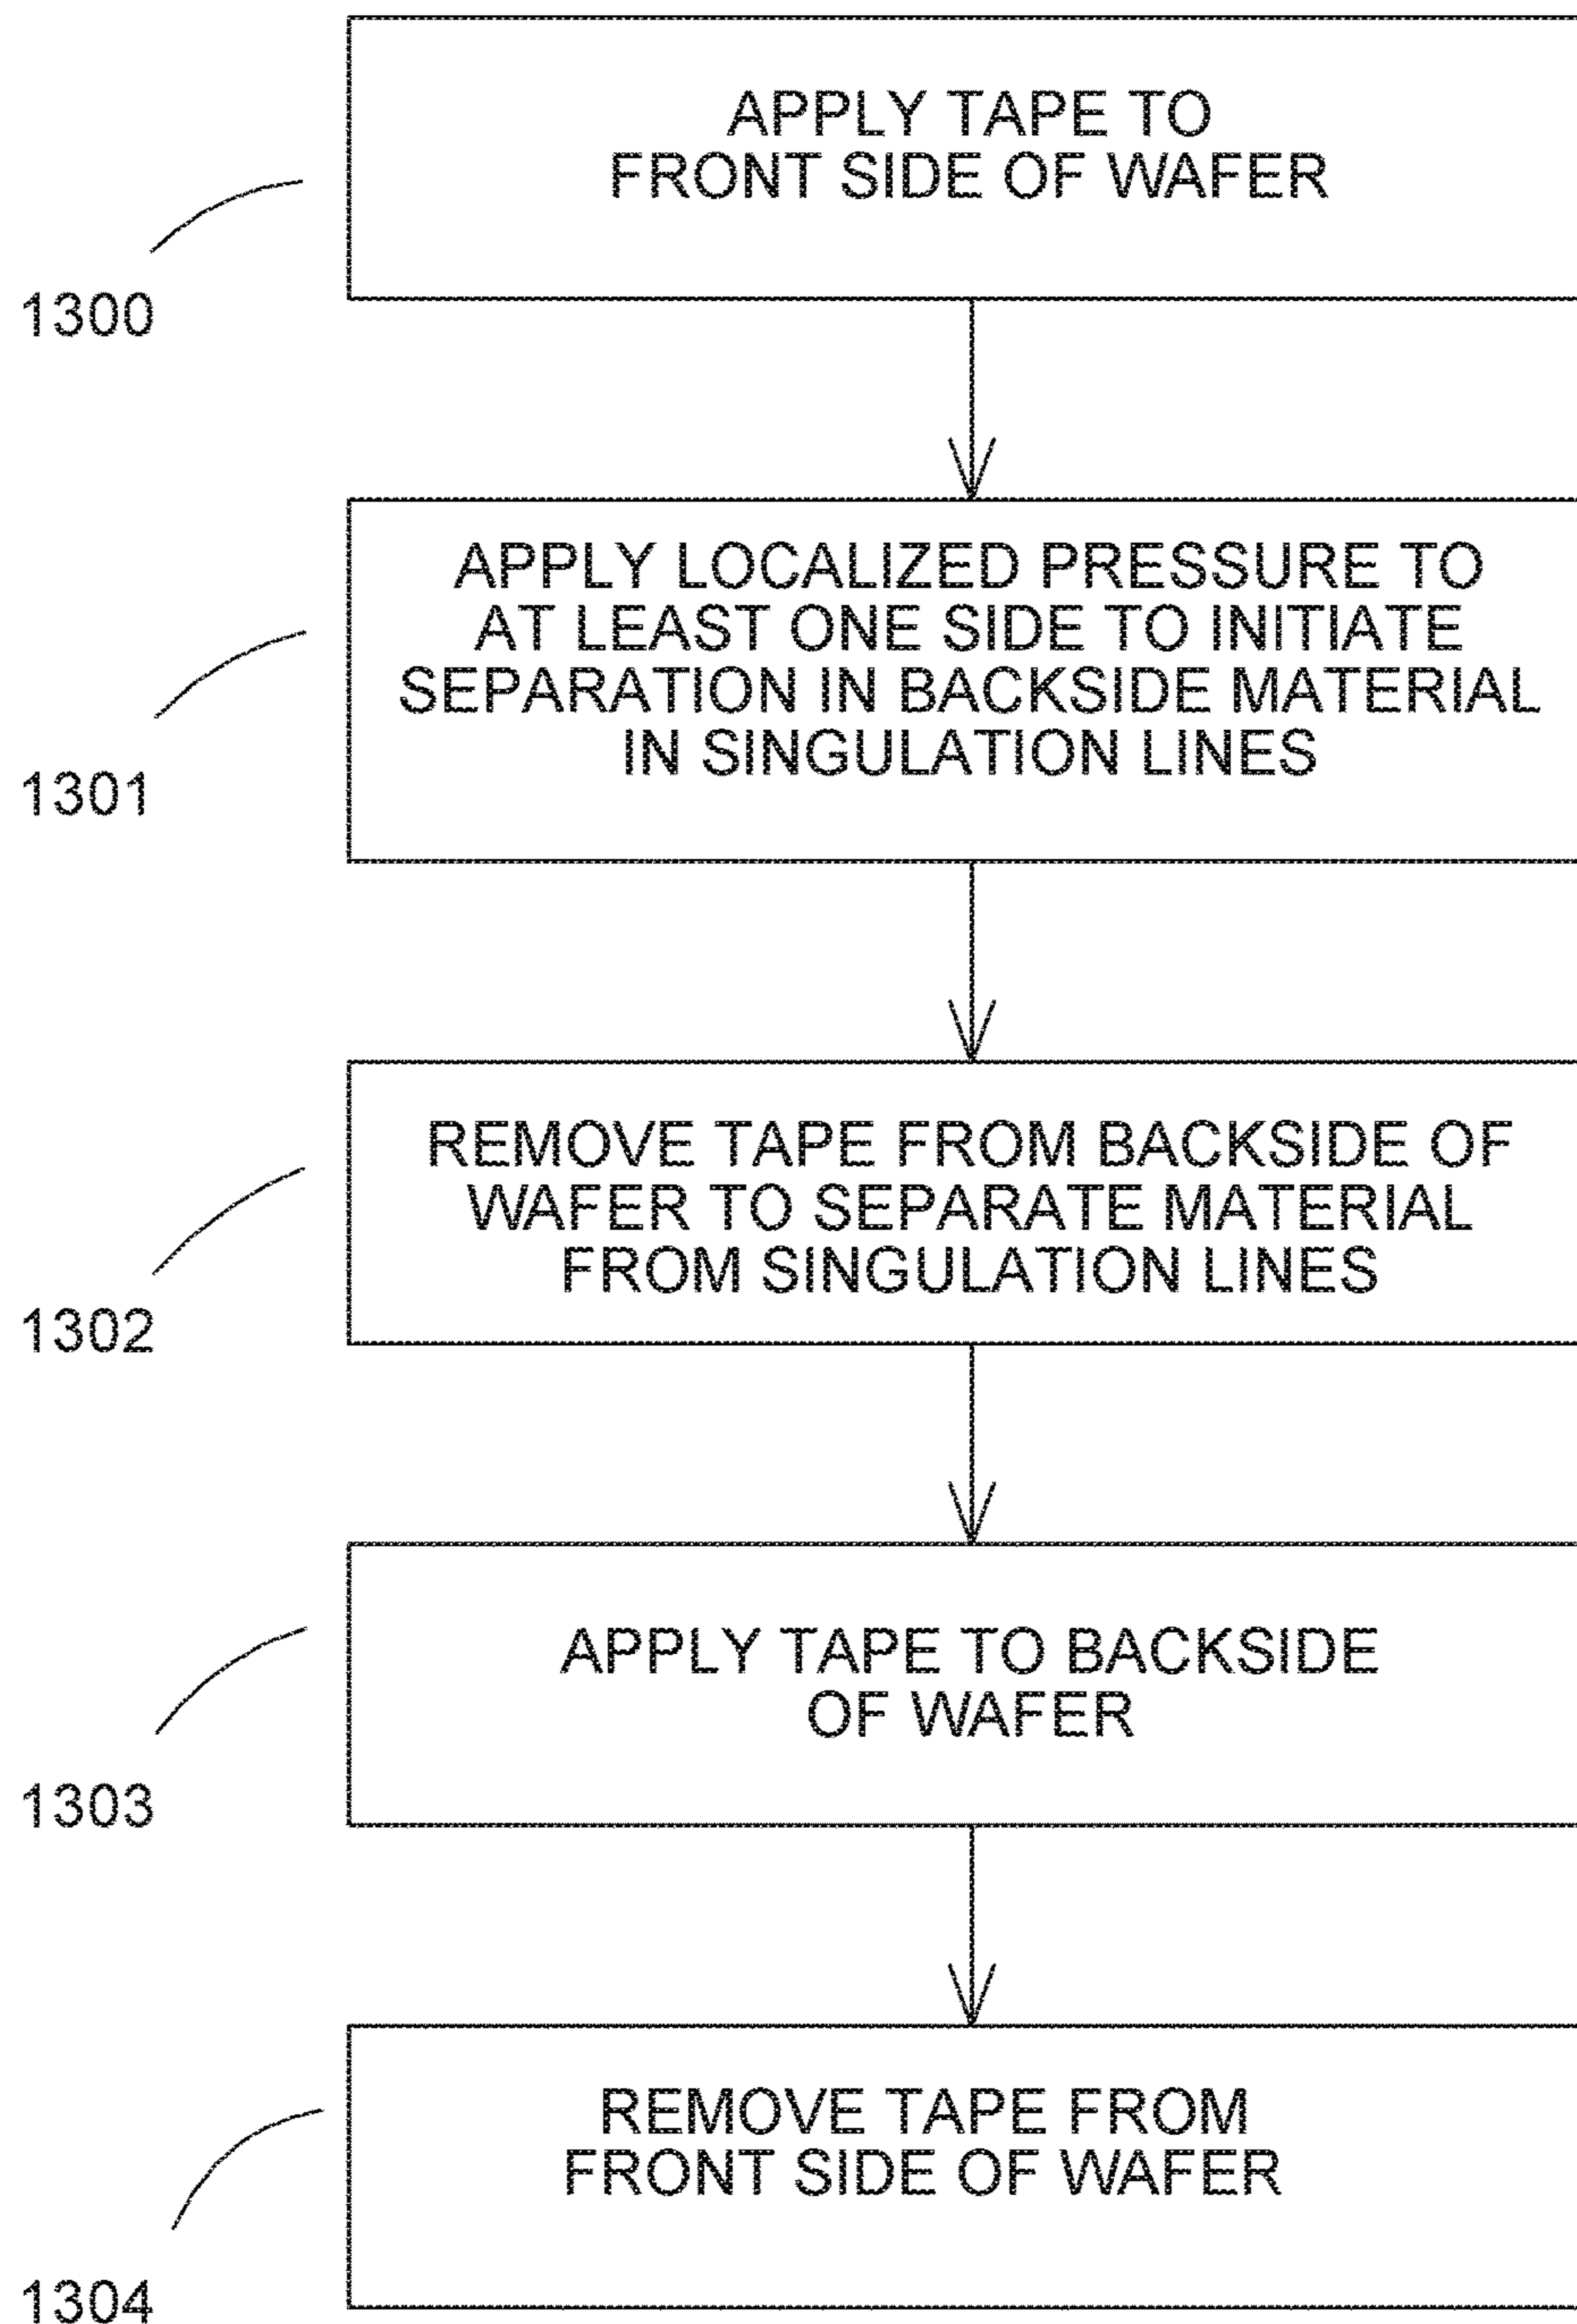 APPLY TAPE TO
FRONT SIDE OF WAFER
1300
APPLY LOCALIZED PRESSURE TO
AT LEAST ONE SIDE TO INITIATE
SEPARATION IN BACKSIDE MATERIAL
IN SINGULATION LINES
1301
REMOVE TAPE FROM BACKSIDE OF
WAFER TO SEPARATE MATERIAL
FROM SINGULATION LINES
1302
APPLY TAPE TO BACKSIDE
OF WAFER
1303
REMOVE TAPE FROM
FRONT SIDE OF WAFER
1304